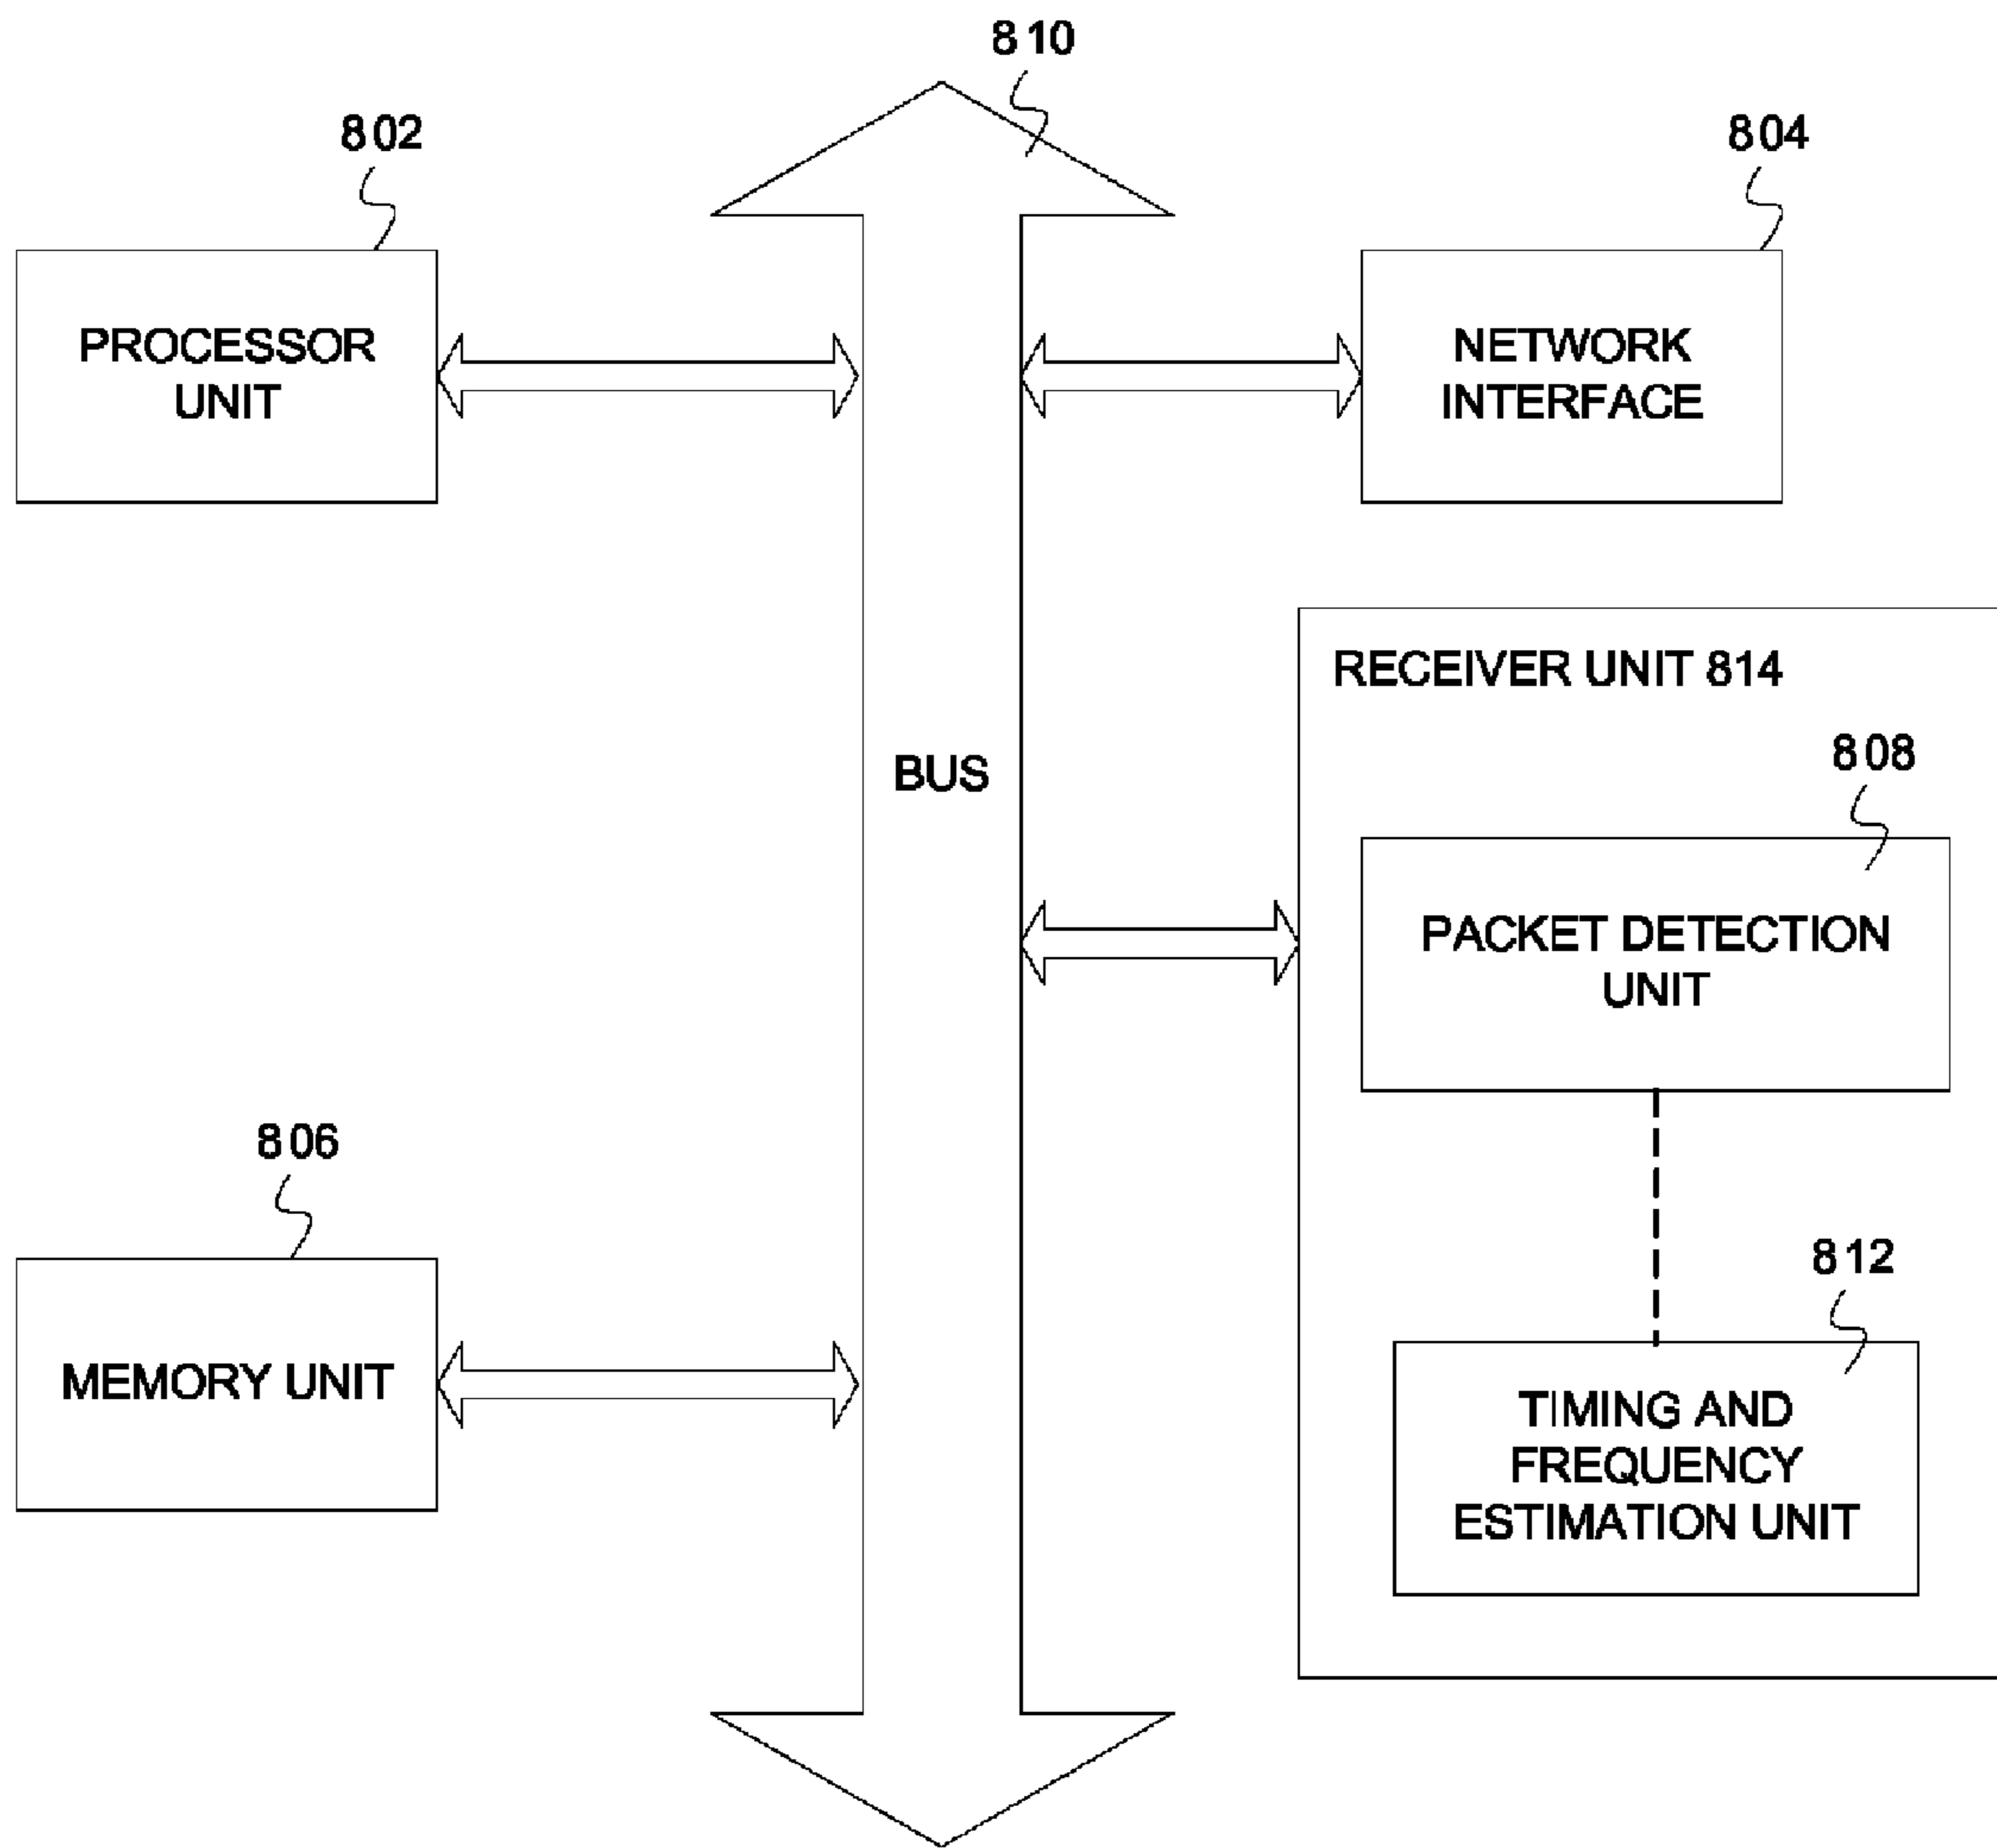 810
802
804
PROCESSOR
UNIT
NETWORK
INTERFACE
RECEIVER UNIT 814
808
BUS
PACKET DETECTION
UNIT
806
812
MEMORY UNIT
TIMING AND
FREQUENCY
ESTIMATION UNIT